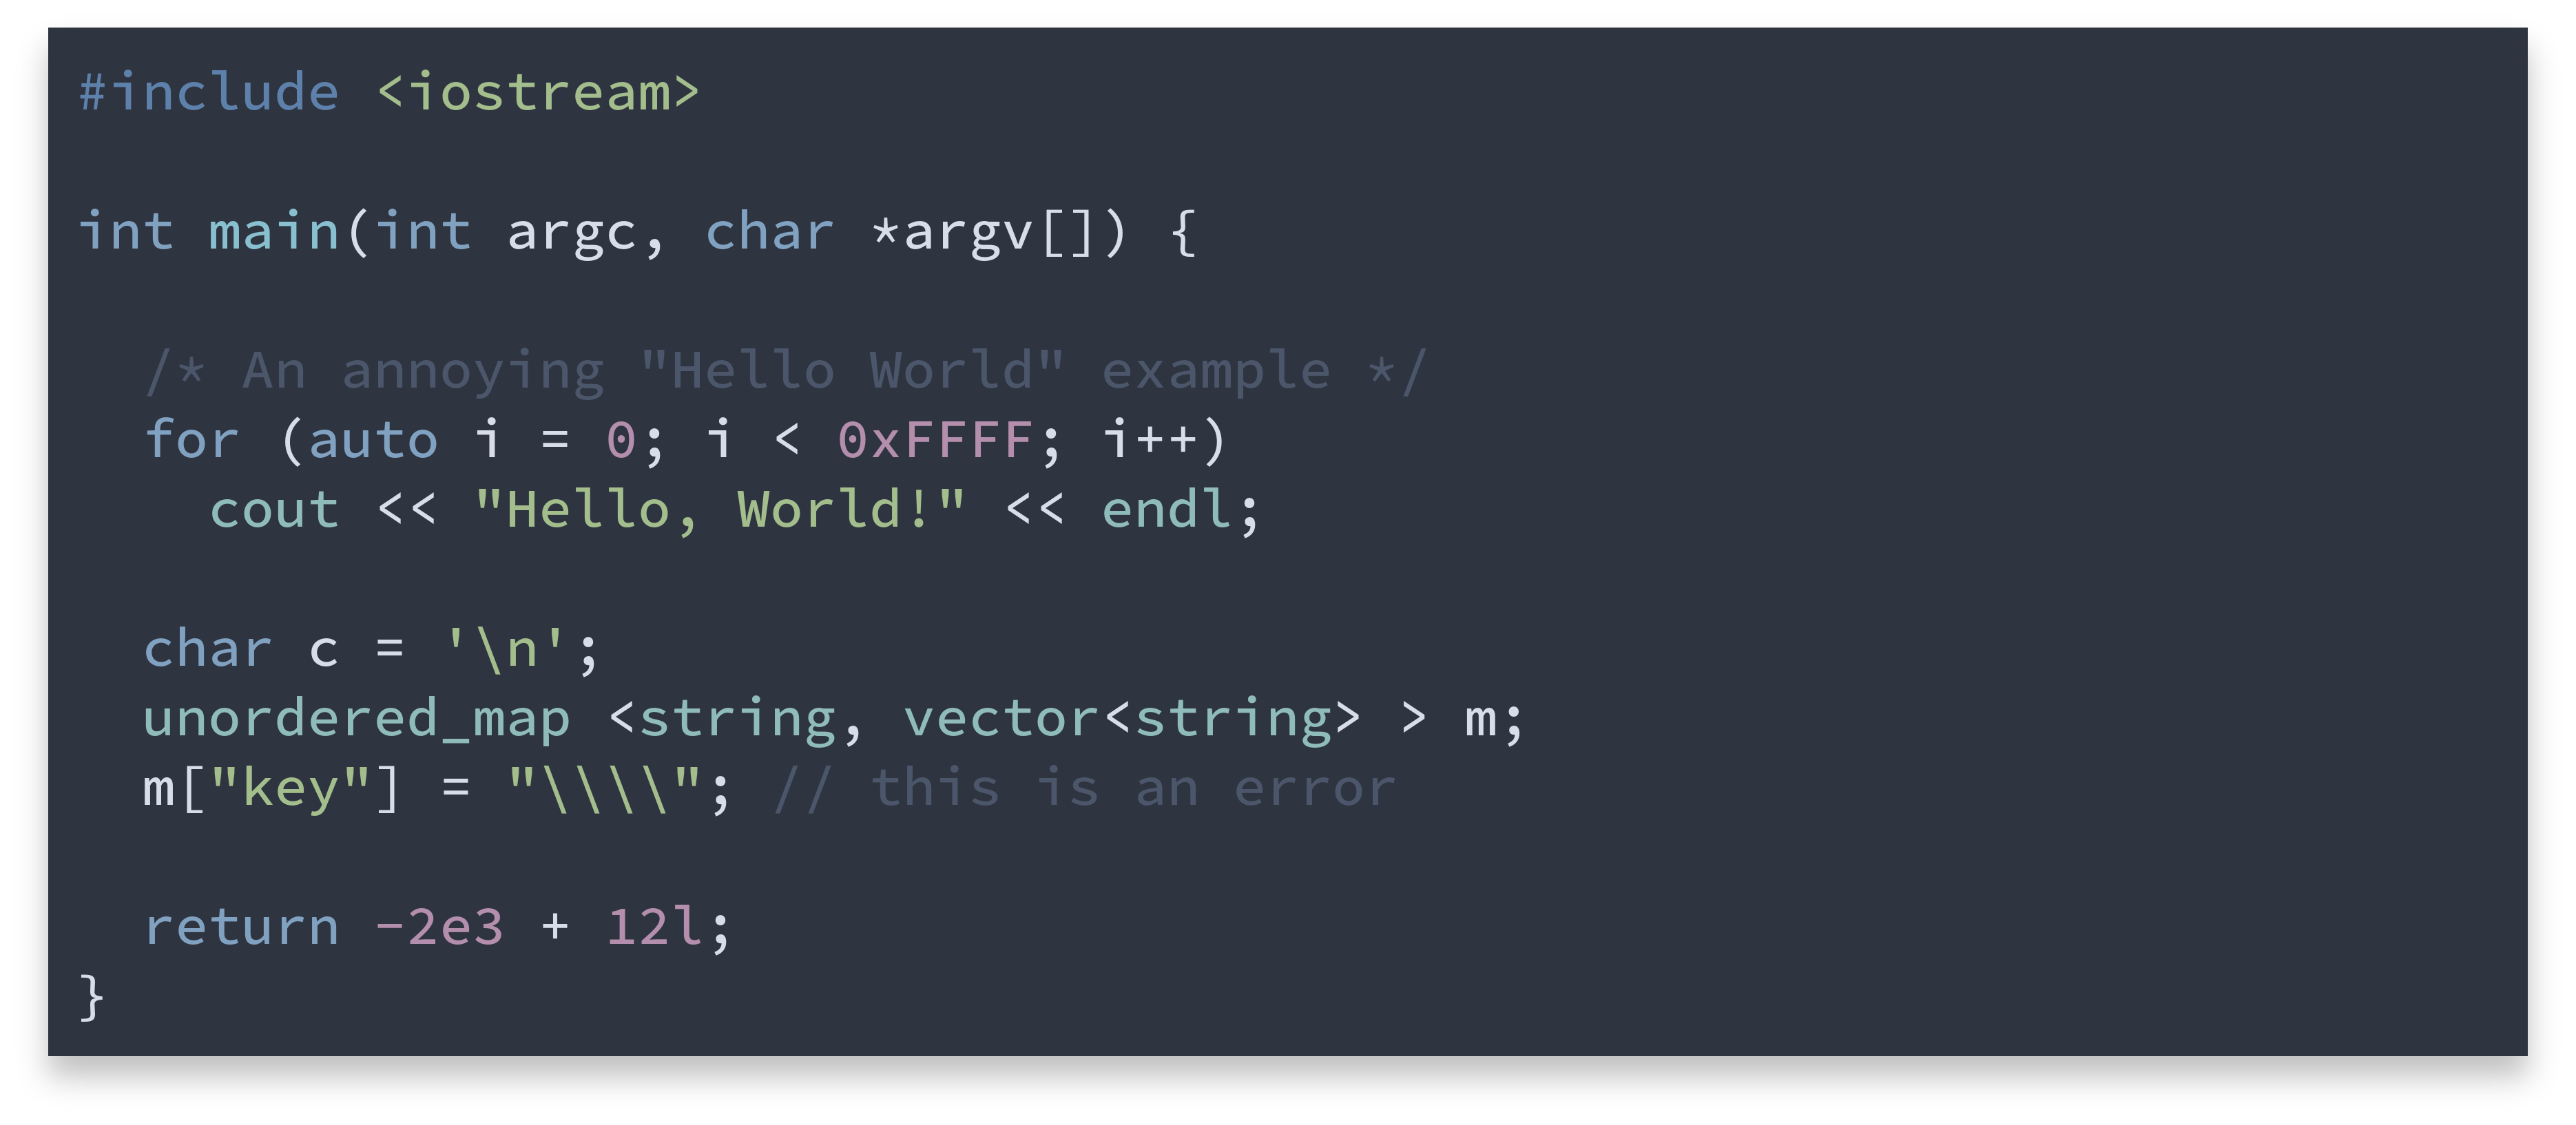 #include <iostream>

int main(int argc, char *argv[]) {

  /* An annoying "Hello World" example */
  for (auto i = 0; i < 0xFFFF; i++)
    cout << "Hello, World!" << endl;

  char c = '\n';
  unordered_map <string, vector<string> > m;
  m["key"] = "\\\\"; // this is an error

  return -2e3 + 12l;
}